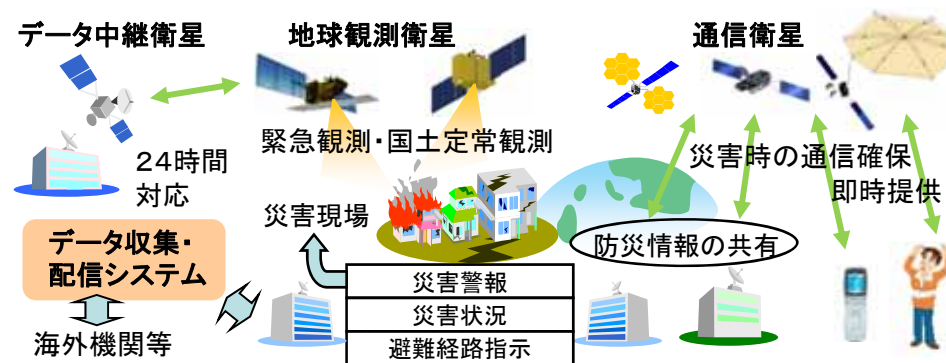 データ中継衛星
地球観測衛星
通信衛星
緊急観測・国土定常観測
24時間
対応
災害時の通信確保
即時提供
災害現場
防災情報の共有
データ収集・
配信システム
災害警報
災害状況
避難経路指示
海外機関等